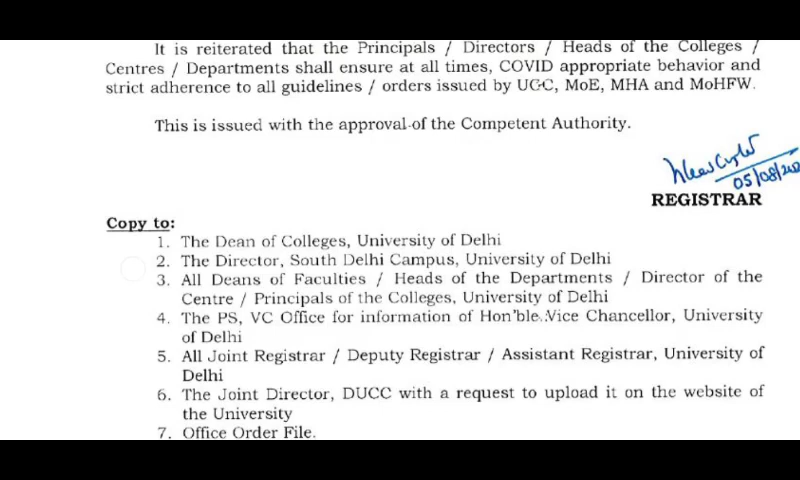 It is reiterated that the Principals / Directors / Heads of the Colleges /
Centres / Departments shall ensure at all times, COVID appropriate behavior and
strict adherence to all guidelines / orders issued by UGC, MoE, MHA and MoHFW.
This is issued with the approval of the Competent Authority.
05/08/202
REGISTRAR
Copy to:
1. The Dean of Colleges, University of Delhi
2. The Director, South Delhi Campus, University of Delhi
3. All Deans of Faculties / Heads of the Departments / Director of the
Centre / Principals of the Colleges, University of Delhi
4. The PS, VC Office for information of Hon'ble Vice Chancellor, University
of Delhi
5. All Joint Registrar / Deputy Registrar / Assistant Registrar, University of
Delhi
6. The Joint Director, DUCC with a request to upload it on the website of
the University
7. Office Order File.